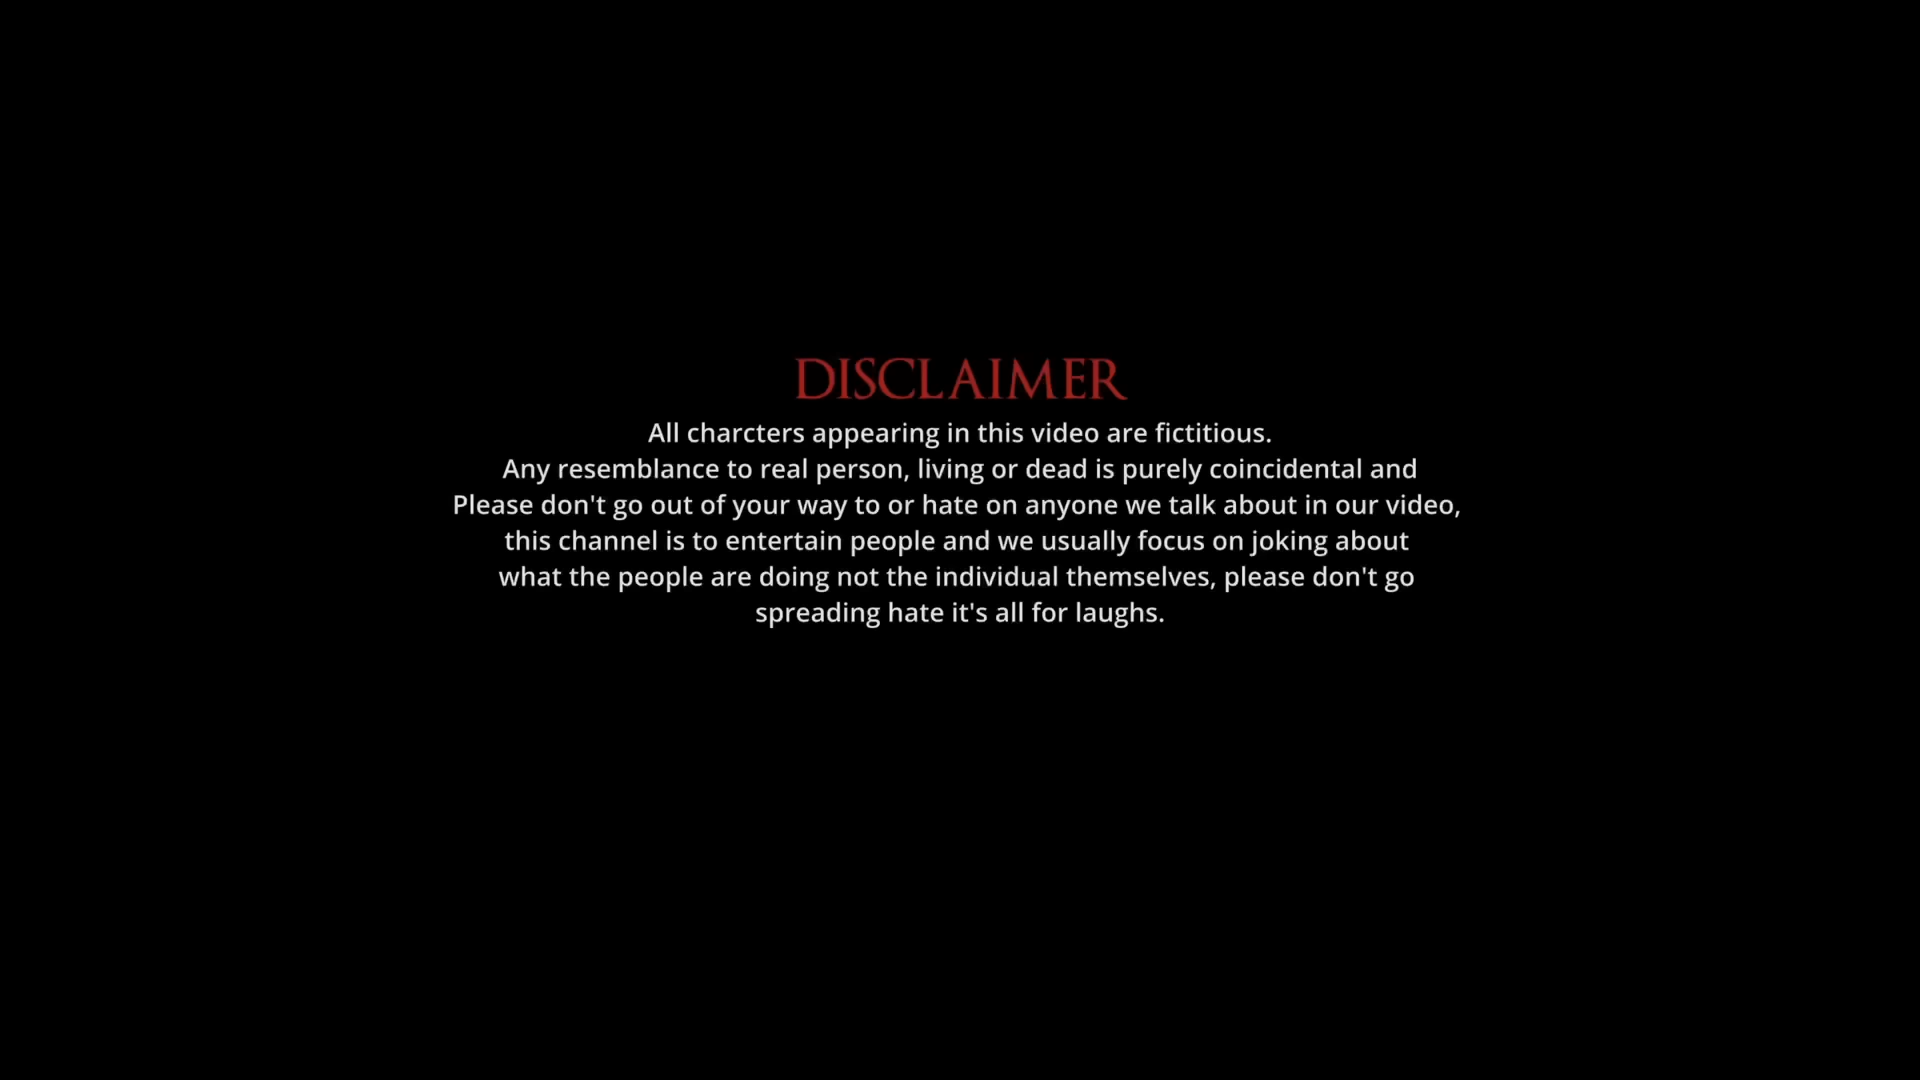 DISCLAIMER
All charcters appearing in this video are fictitious.
Any resemblance to real person, living or dead is purely coincidental and
Please don't go out of your way to or hate on anyone we talk about in our video,
this channel is to entertain people and we usually focus on joking about
what the people are doing not the individual themselves, please don't go
spreading hate it's all for laughs.